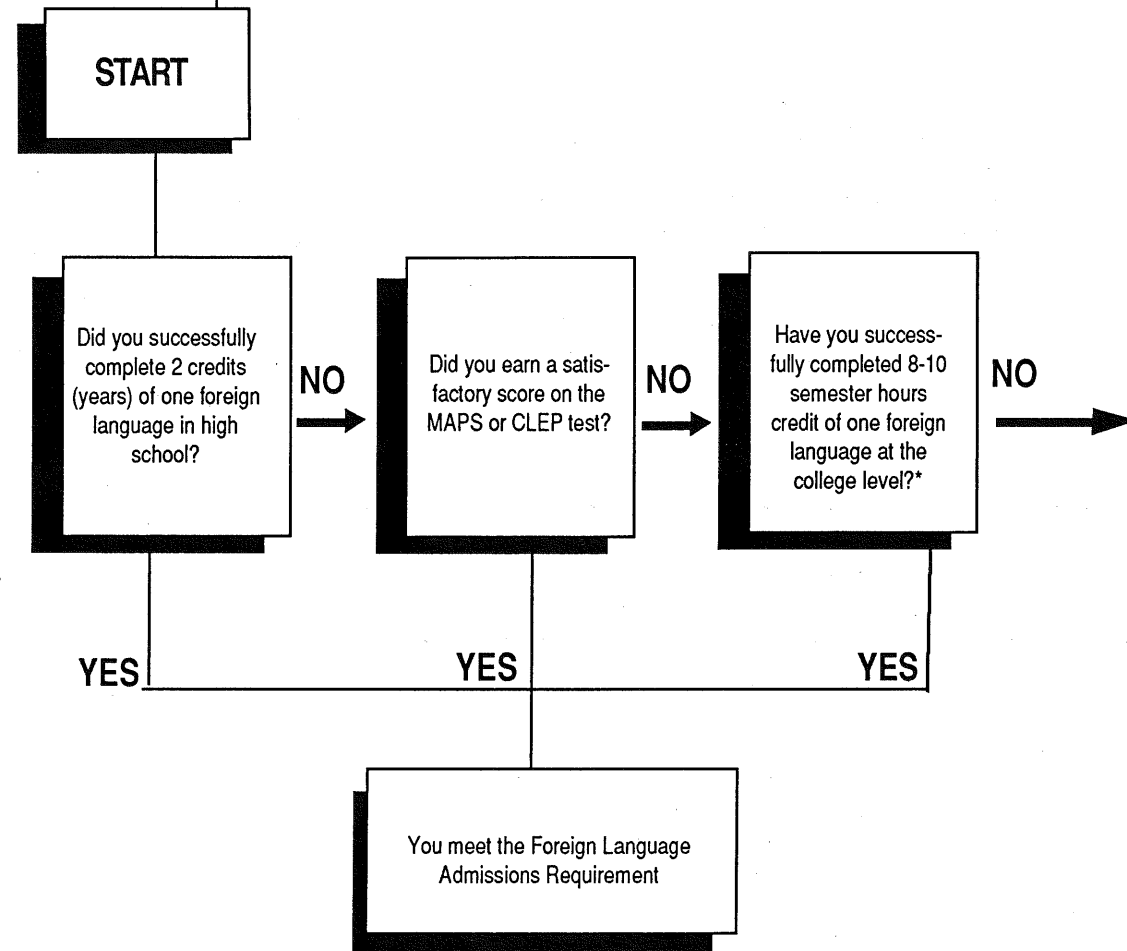 START
Did you successfully
complete 2 credits
(years) of one foreign
language in high
school?
NO
Did you earn a satis-
factory score on the
MAPS or CLEP test?
NO
Have you success-
fully completed 8-10
semester hours
credit of one foreign
language at the
college level?*
NO
YES
YES
YES
You meet the Foreign Language
Admissions Requirement